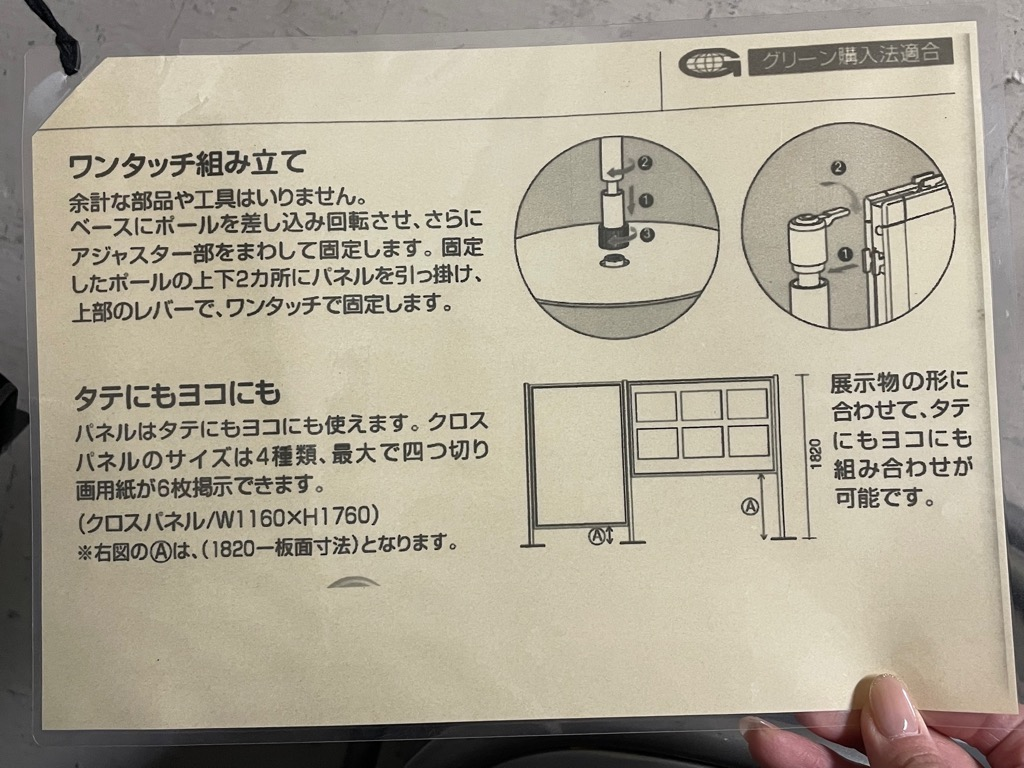 グリーン購入法適合
ワンタッチ組み立て
余計な部品や工具はいりません。
ベースにポールを差し込み回転させ、さらに
アジャスター部をまわして固定します。固定
したポールの上下2カ所にパネルを引っ掛け、
上部のレバーで、ワンタッチで固定します。
❷
❶
❸
❷
❶
タテにもヨコにも
パネルはタテにもヨコにも使えます。クロス
パネルのサイズは4種類、最大で四つ切り
画用紙が6枚掲示できます。
(クロスパネル/W1160×H1760)
※右図のⒶは、(1820ー板面寸法)となります。
Ⓐ
Ⓐ
1820
展示物の形に
合わせて、タテ
にもヨコにも
組み合わせが
可能です。